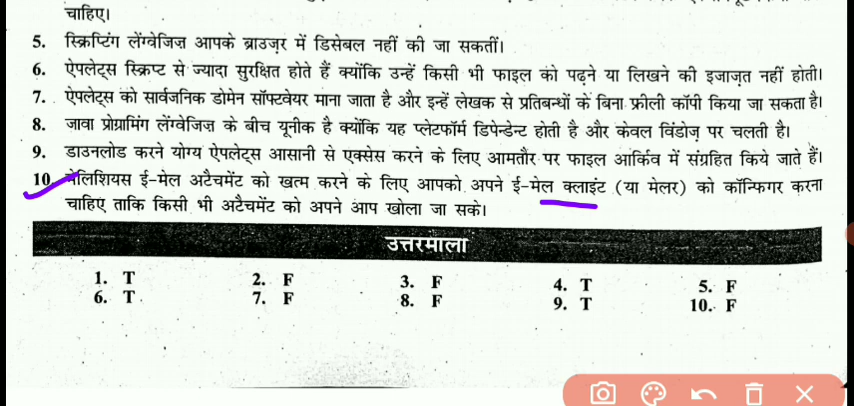 चाहिए।
5. स्क्रिप्टिंग लेंग्वेजिज़ आपके ब्राउज़र में डिसेबल नहीं की जा सकतीं।
6. ऐपलेट्स स्क्रिप्ट से ज्यादा सुरक्षित होते हैं क्योंकि उन्हें किसी भी फाइल को पढ़ने या लिखने की इजाज़त नहीं होती।
7. ऐपलेट्स को सार्वजनिक डोमेन सॉफ्टवेयर माना जाता है और इन्हें लेखक से प्रतिबन्धों के बिना फ्रीली कॉपी किया जा सकता है।
8. जावा प्रोग्रामिंग लेंग्वेजिज़ के बीच यूनीक है क्योंकि यह प्लेटफॉर्म डिपेन्डेन्ट होती है और केवल विंडोज़ पर चलती है।
9. डाउनलोड करने योग्य ऐपलेट्स आसानी से एक्सेस करने के लिए आमतौर पर फाइल आर्किव में संग्रहित किये जाते हैं।
10. मेलिशियस ई-मेल अटैचमेंट को खत्म करने के लिए आपको अपने ई-मेल क्लाइंट (या मेलर) को कॉन्फिगर करना
चाहिए ताकि किसी भी अटैचमेंट को अपने आप खोला जा सके।
उत्तरमाला
1. T 2. F 3. F 4. T 5. F
6. T 7. F 8. F 9. T 10. F